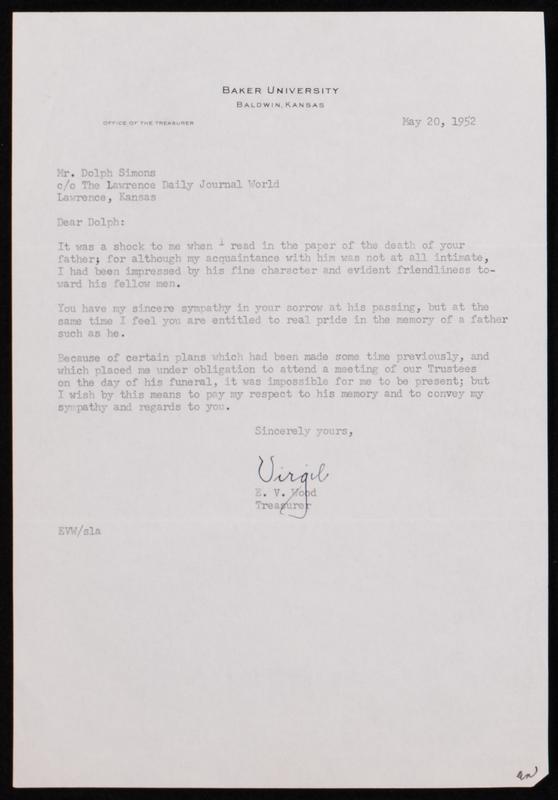 BAKER UNIVERSITY
BALDWIN, KANSAS
OFFICE OF THE TREASURER
May 20, 1952
Mr. Dolph Simons
c/o The Lawrence Daily Journal World
Lawrence, Kansas
Dear Dolph:
It was a shock to me when I read in the paper of the death of your
father; for although my acquaintance with him was not at all intimate,
I had been impressed by his fine character and evident friendliness to-
ward his fellow men.
You have my sincere sympathy in your sorrow at his passing, but at the
same time I feel you are entitled to real pride in the memory of a father
such as he.
Because of certain plans which had been made some time previously, and
which placed me under obligation to attend a meeting of our Trustees
on the day of his funeral, it was impossible for me to be present; but
I wish by this means to pay my respect to his memory and to convey my
sympathy and regards to you.
Sincerely yours,
Virgil
E. V. Wood
Treasurer
EVW/sla